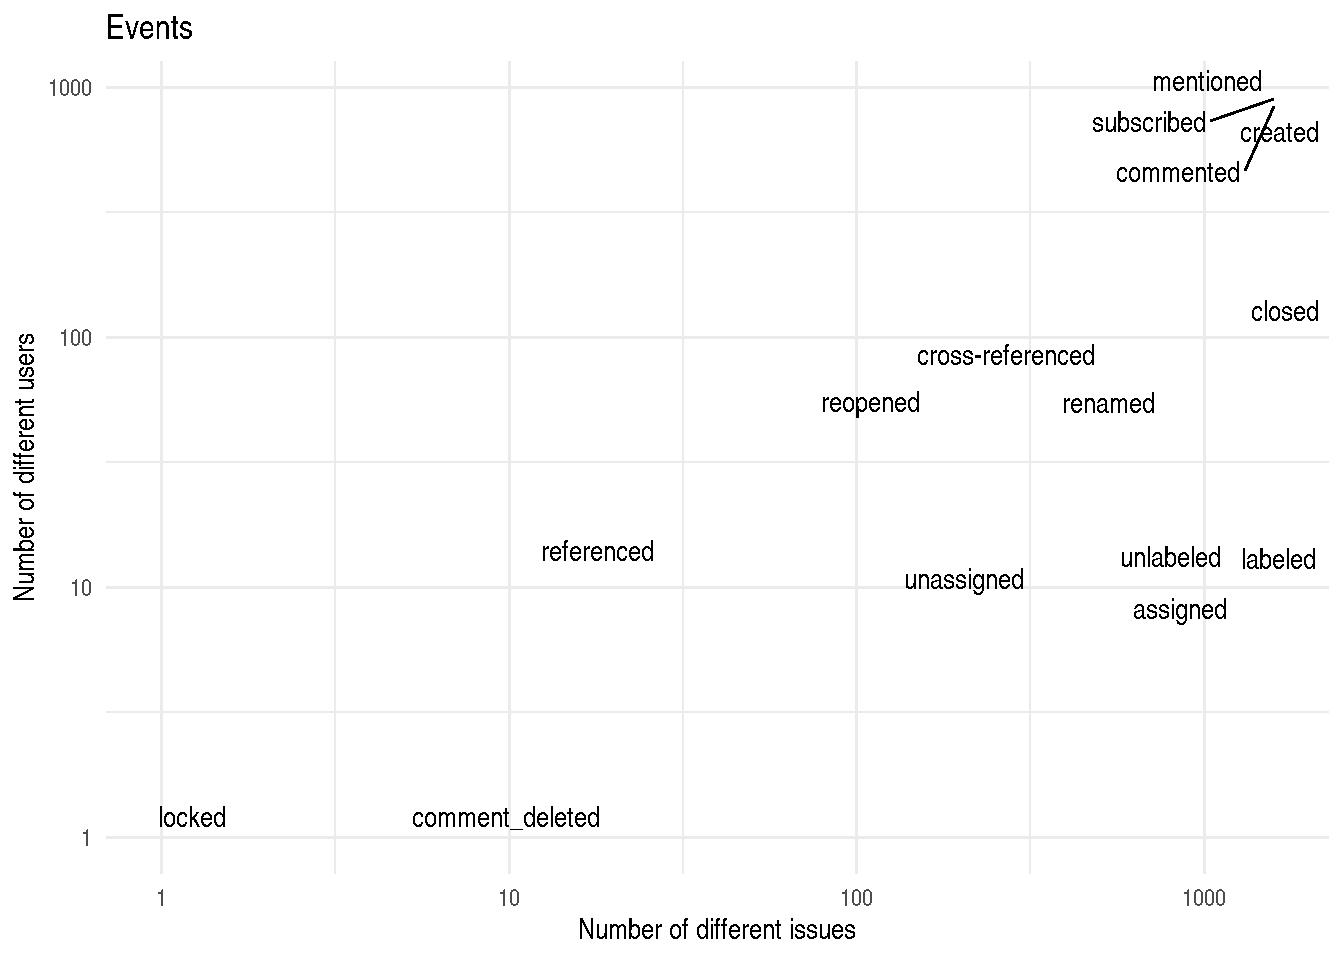 Events
1000
mentioned
subscribed
created
commented
closed
100
cross-referenced
reopened
renamed
Number of different users
referenced
unlabeled
labeled
unassigned
10
assigned
locked
comment_deleted
1
1
10
100
1000
Number of different issues